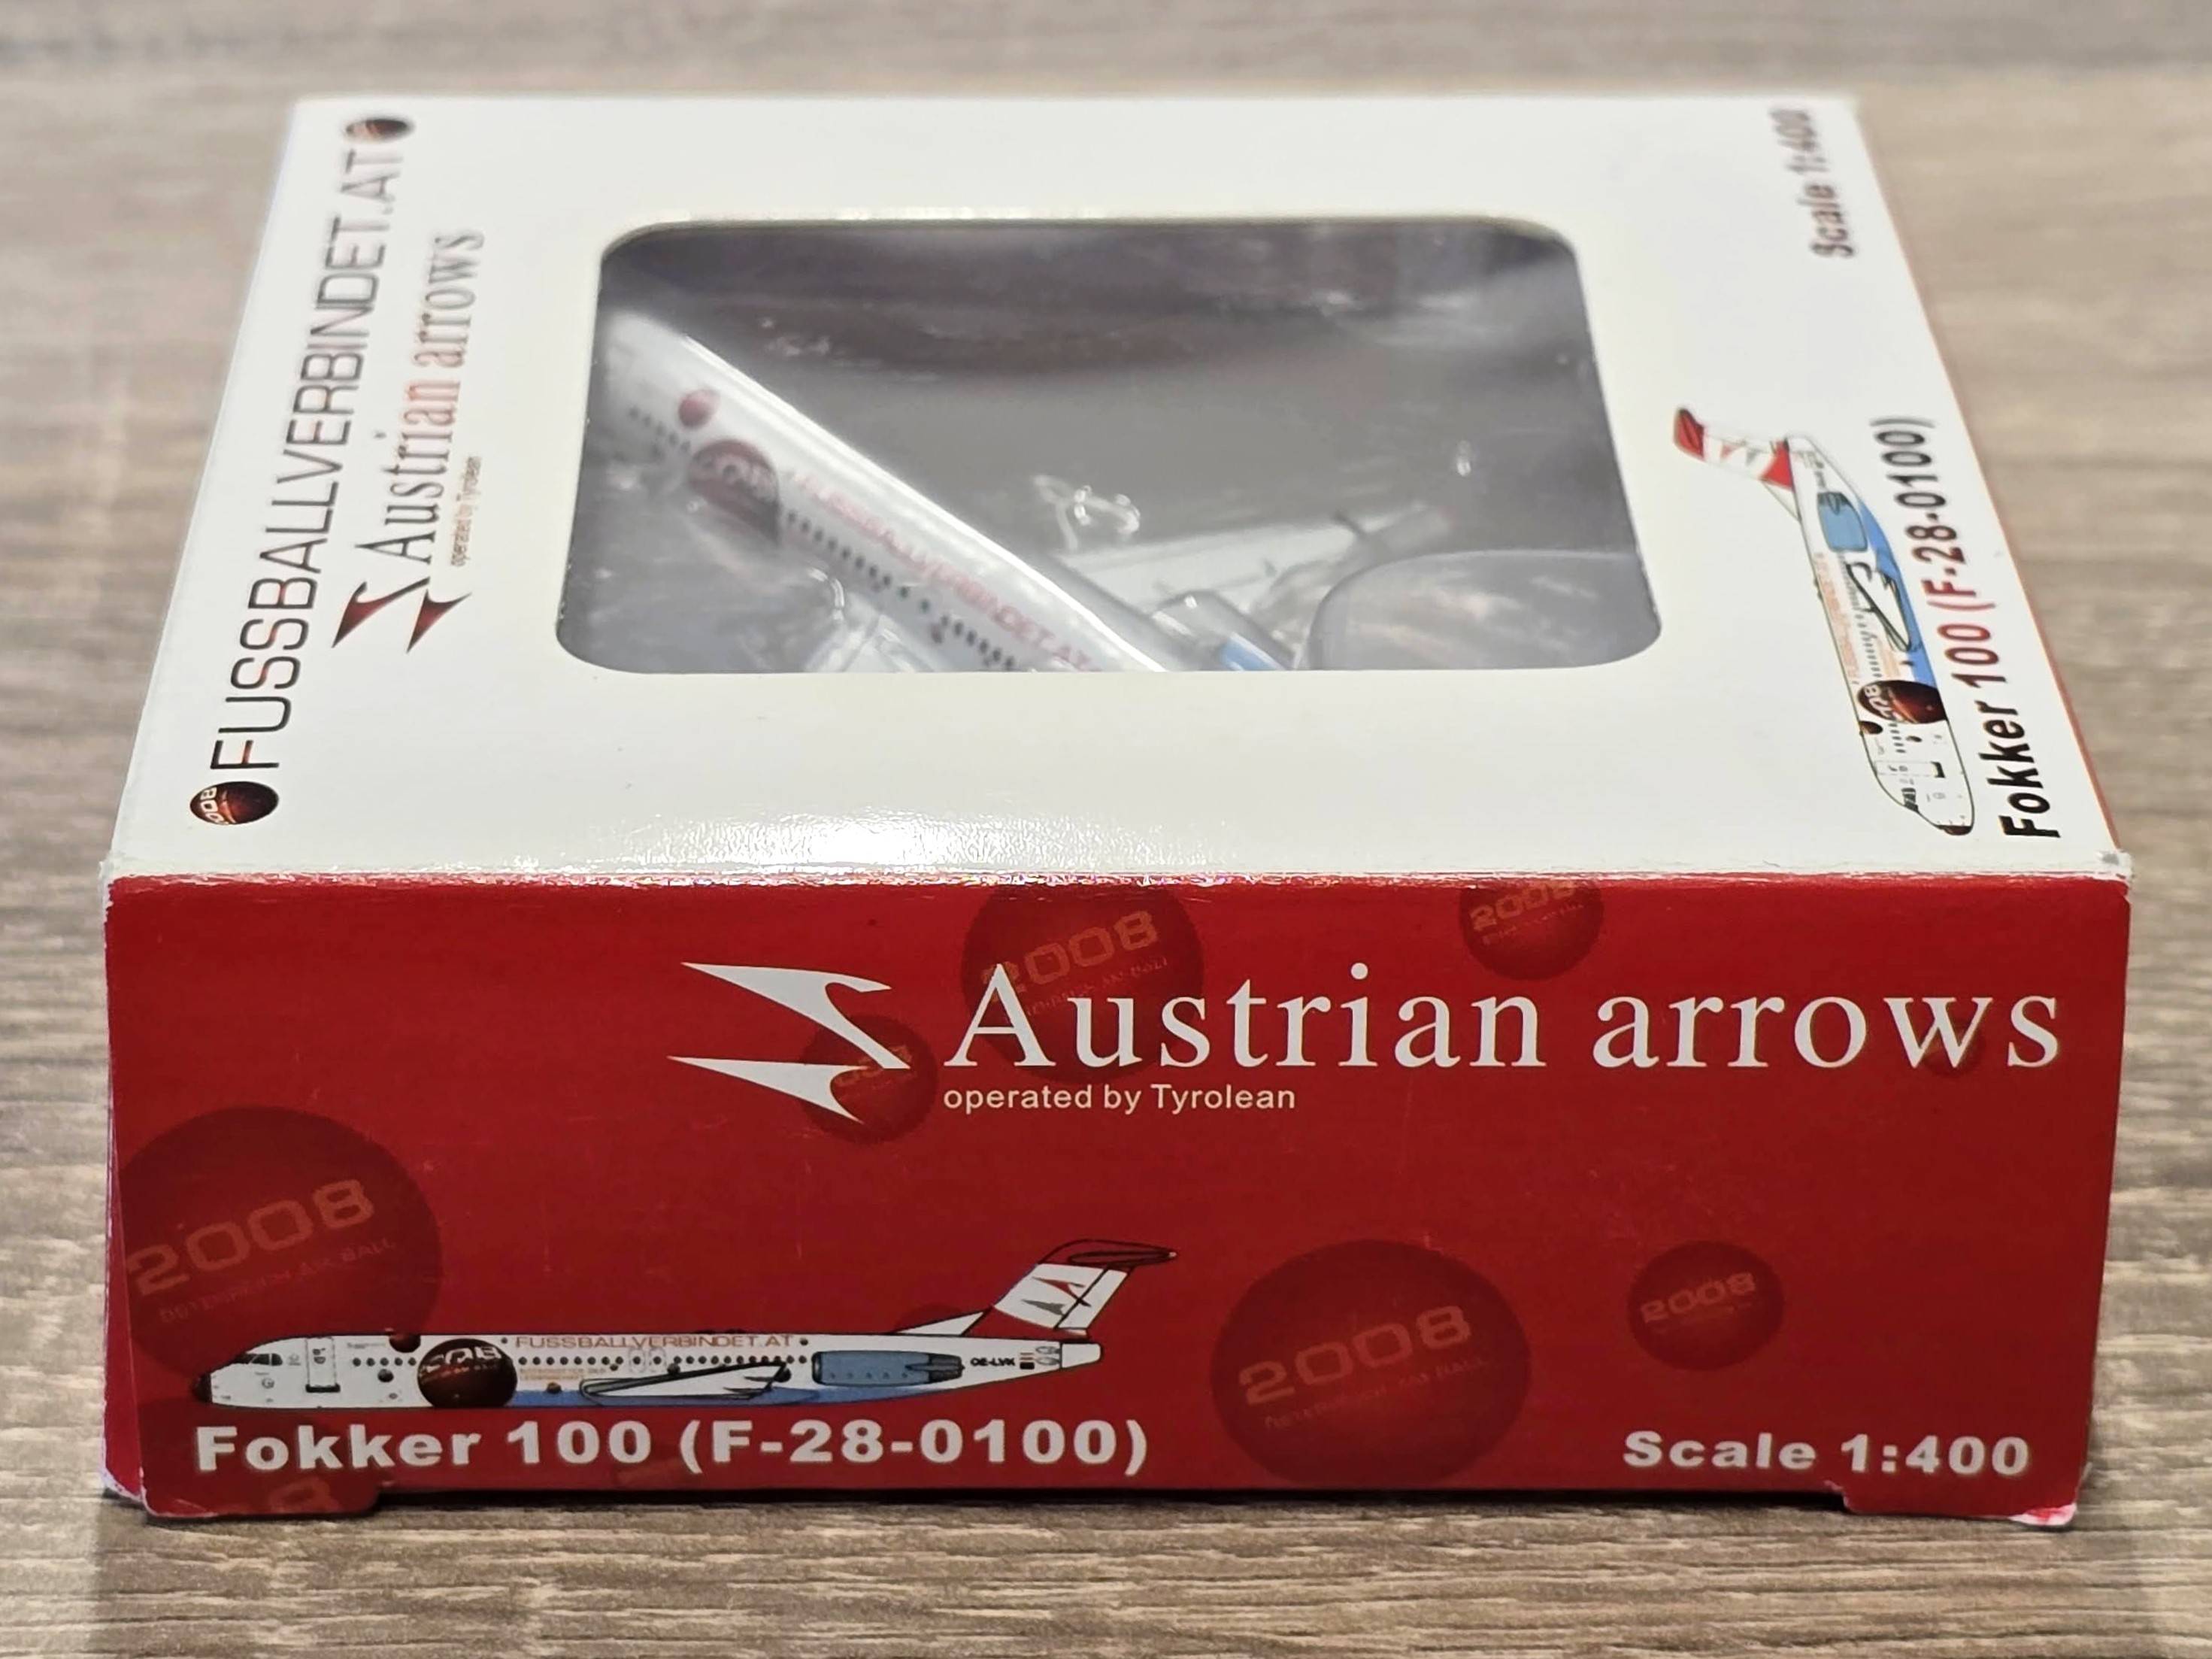 FUSSBALLVERBINDET.AT
Austrian arrows
operated by Tyrolean
2008
FUSSBALLVERBINDET.AT
Scale 1:400
Fokker 100 (F-28-0100)
2008
2008
Austrian arrows
operated by Tyrolean
2008
2008
2008
FUSSBALLVERBINDET.AT
OE-LVK
Fokker 100 (F-28-0100)
Scale 1:400